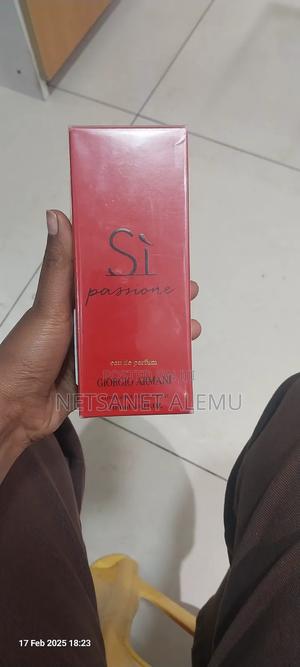 Sì
passione
eau de parfum
GIORGIO ARMANI
NETSANET ALEMU
17 Feb 2025 18:23